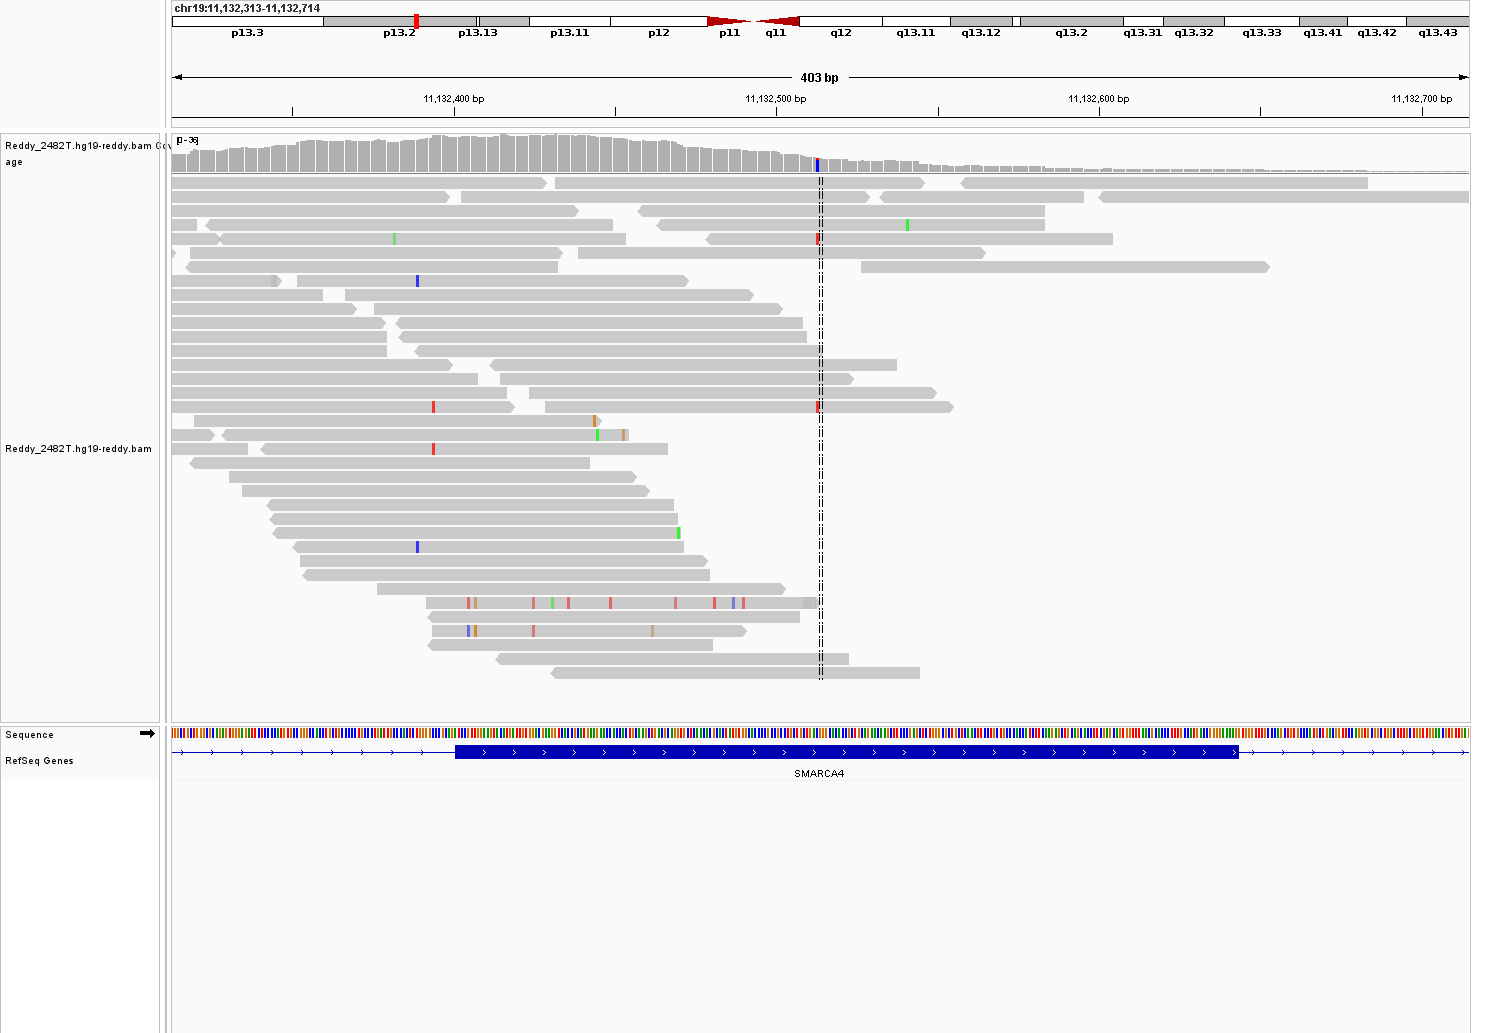 chr19:11,132,313-11,132,714
p13.3 p13.2 p13.13 p13.11 p12 p11 q11 q12 q13.11 q13.12 q13.2 q13.31 q13.32 q13.33 q13.41 q13.42 q13.43
403 bp
11,132,400 bp 11,132,500 bp 11,132,600 bp 11,132,700 bp
[0-36]
Reddy_2482T.hg19-reddy.bam Cov
age
Reddy_2482T.hg19-reddy.bam
Sequence
RefSeq Genes
SMARCA4